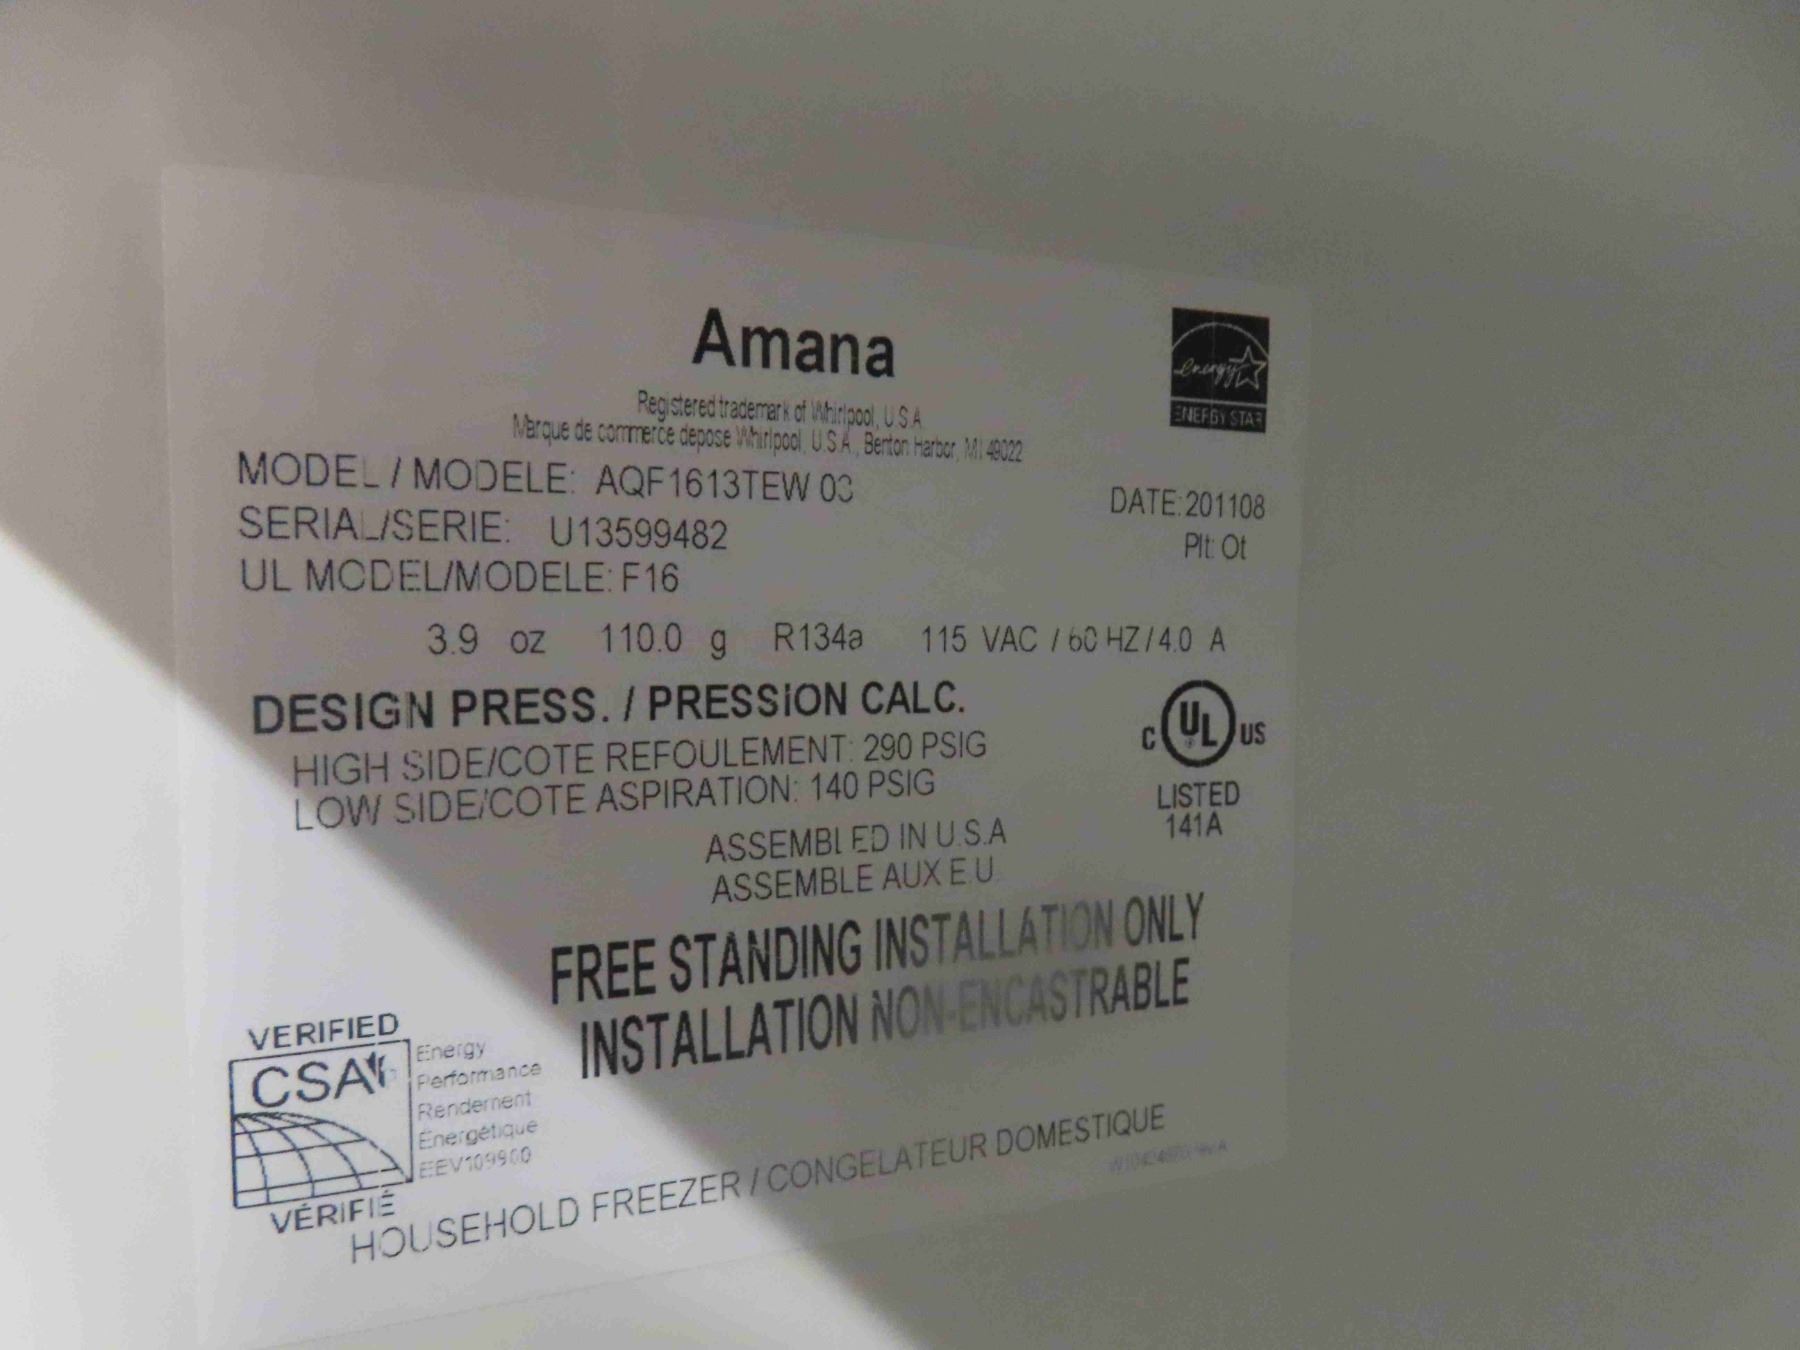 Amana
energy
ENERGY STAR
Registered trademark of Whirlpool, U.S.A.
Marque de commerce depose Whirlpool, U.S.A., Benton Harbor, MI 49022
MODEL / MODELE: AQF1613TEW 03
SERIAL/SERIE: U13599482
DATE:201108
Plt: Ot
UL MODEL/MODELE: F16
3.9 oz 110.0 g R134a 115 VAC / 60 HZ / 4.0 A
DESIGN PRESS. / PRESSION CALC.
HIGH SIDE/COTE REFOULEMENT: 290 PSIG
LOW SIDE/COTE ASPIRATION: 140 PSIG
C UL US
LISTED
141A
ASSEMBLED IN U.S.A
ASSEMBLE AUX E.U.
FREE STANDING INSTALLATION ONLY
INSTALLATION NON-ENCASTRABLE
VERIFIED
CSA
Energy
Performance
Rendement
Énergétique
EEV109900
VÉRIFIÉ
HOUSEHOLD FREEZER / CONGELATEUR DOMESTIQUE